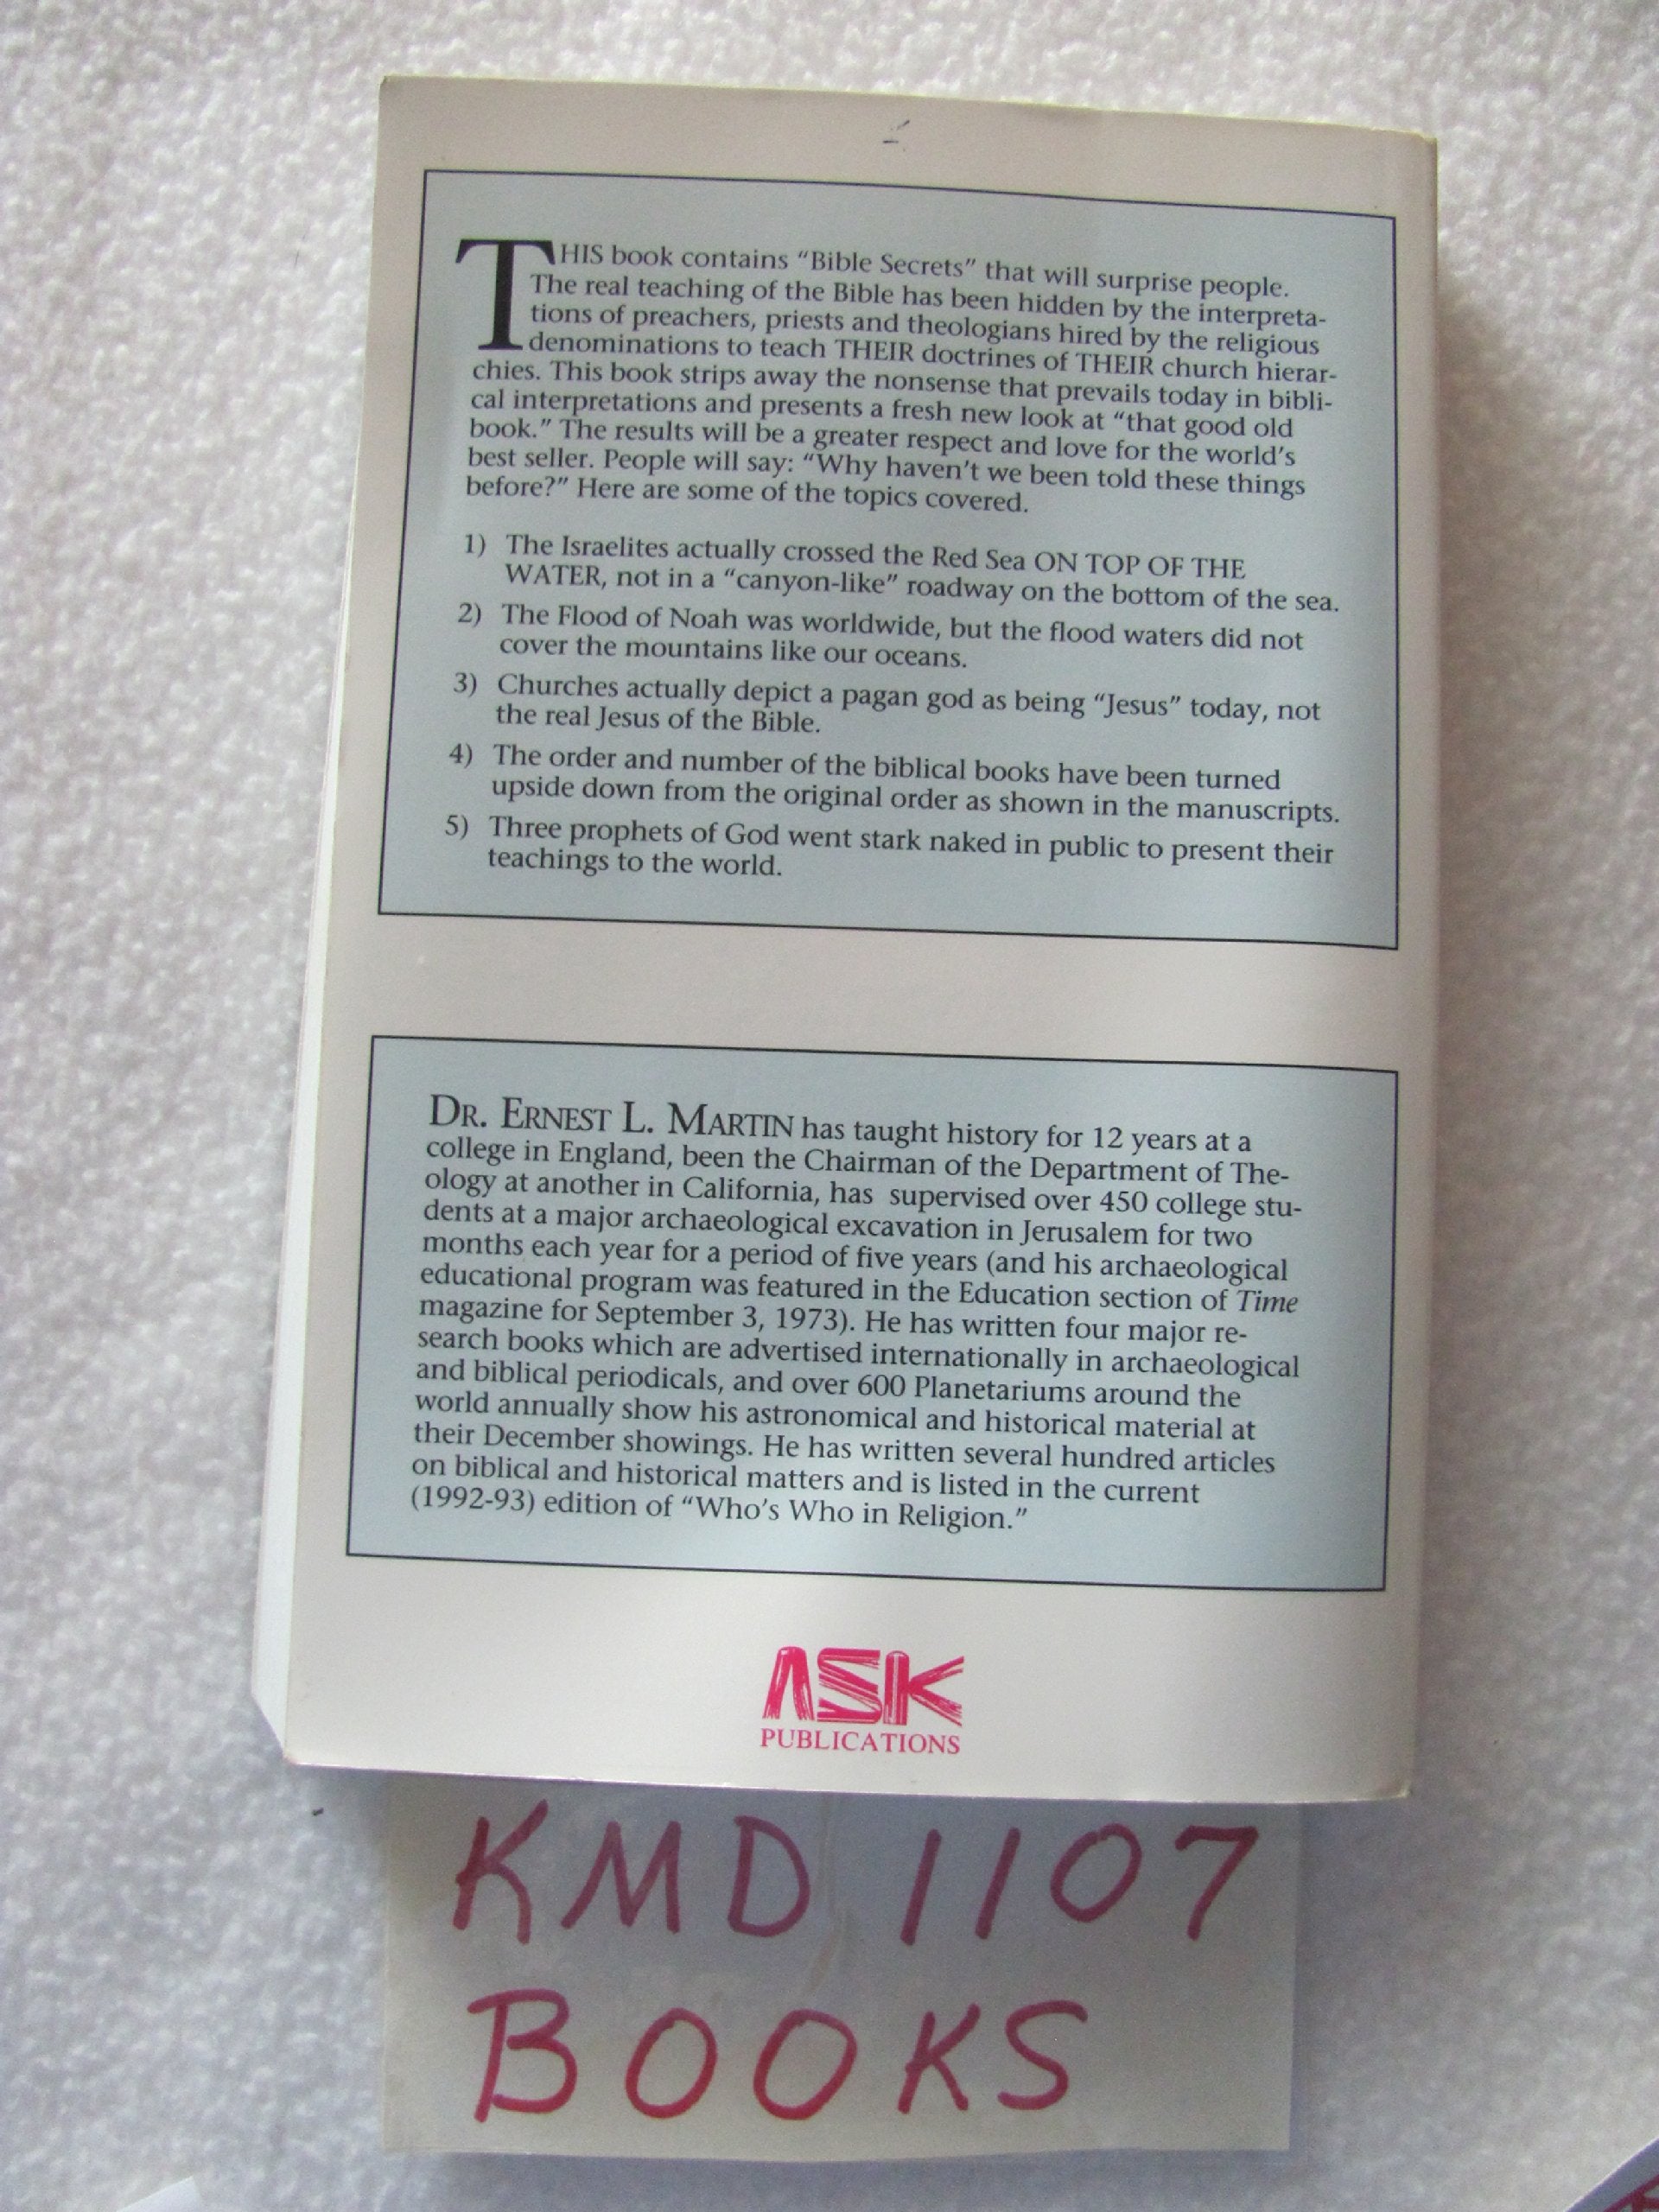 THIS book contains “Bible Secrets” that will surprise people.
The real teaching of the Bible has been hidden by the interpreta-
tions of preachers, priests and theologians hired by the religious
denominations to teach THEIR doctrines of THEIR church hierar-
chies. This book strips away the nonsense that prevails today in bibli-
cal interpretations and presents a fresh new look at “that good old
book.” The results will be a greater respect and love for the world’s
best seller. People will say: “Why haven’t we been told these things
before?” Here are some of the topics covered.
1) The Israelites actually crossed the Red Sea ON TOP OF THE
WATER, not in a “canyon-like” roadway on the bottom of the sea.
2) The Flood of Noah was worldwide, but the flood waters did not
cover the mountains like our oceans.
3) Churches actually depict a pagan god as being “Jesus” today, not
the real Jesus of the Bible.
4) The order and number of the biblical books have been turned
upside down from the original order as shown in the manuscripts.
5) Three prophets of God went stark naked in public to present their
teachings to the world.
DR. ERNEST L. MARTIN has taught history for 12 years at a
college in England, been the Chairman of the Department of The-
ology at another in California, has supervised over 450 college stu-
dents at a major archaeological excavation in Jerusalem for two
months each year for a period of five years (and his archaeological
educational program was featured in the Education section of Time
magazine for September 3, 1973). He has written four major re-
search books which are advertised internationally in archaeological
and biblical periodicals, and over 600 Planetariums around the
world annually show his astronomical and historical material at
their December showings. He has written several hundred articles
on biblical and historical matters and is listed in the current
(1992-93) edition of “Who’s Who in Religion.”
ASK
PUBLICATIONS
KMD 1107
BOOKS